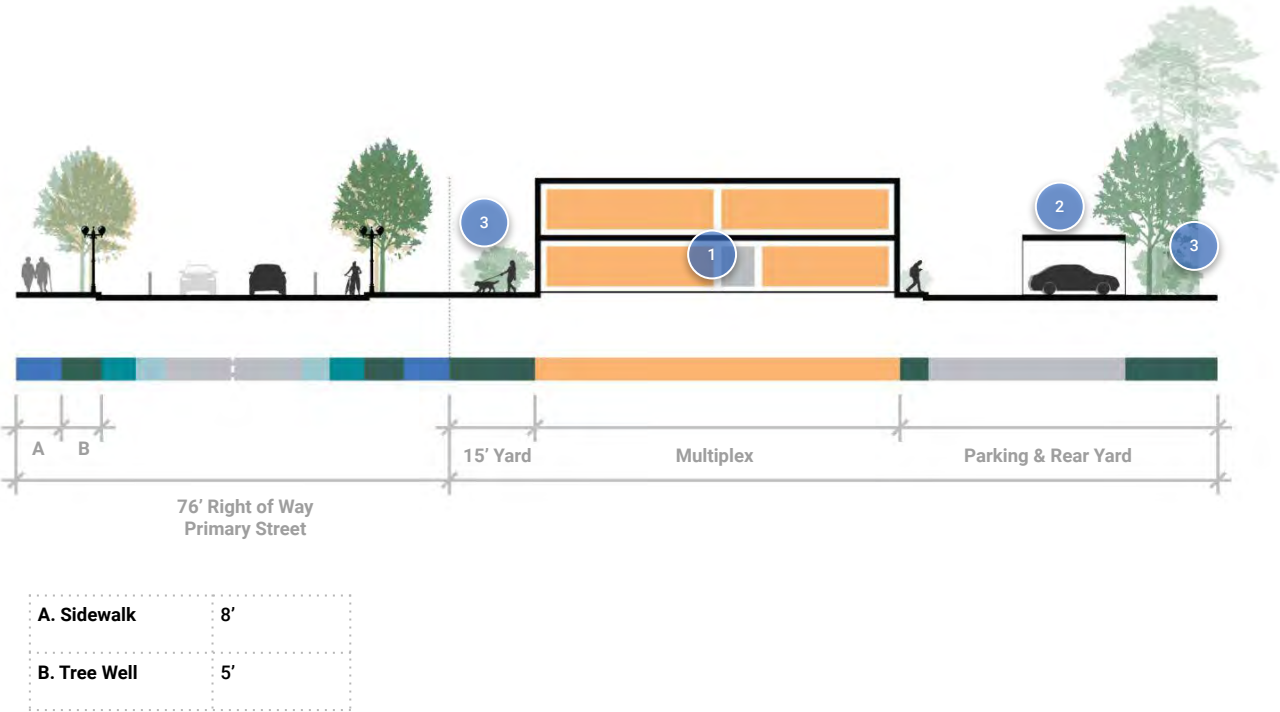 2
3
3
1
A
B
15’ Yard
Multiplex
Parking & Rear Yard
76’ Right of Way
Primary Street
A. Sidewalk
8’
B. Tree Well
5’